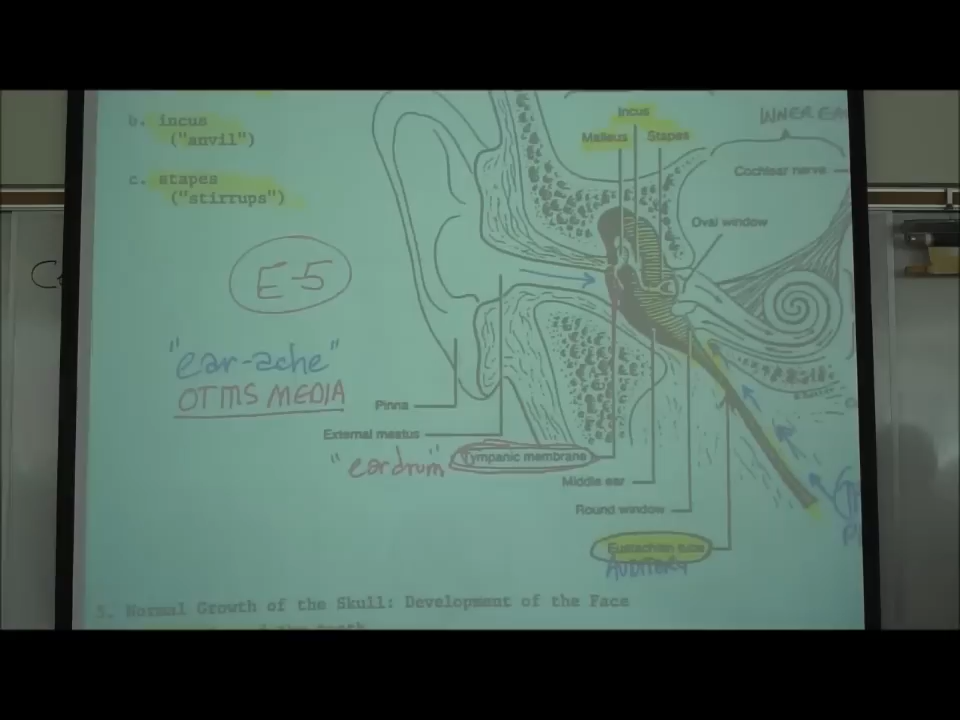 b. incus
("anvil")
c. stapes
("stirrups")
E-5
"ear-ache"
OTITIS MEDIA
Incus
Malleus
Stapes
INNER EA
Cochlear nerve
Oval window
Pinna
External meatus
"eardrum"
Tympanic membrane
Middle ear
Round window
Eustachian tube
AUDITORY
5. Normal Growth of the Skull: Development of the Face